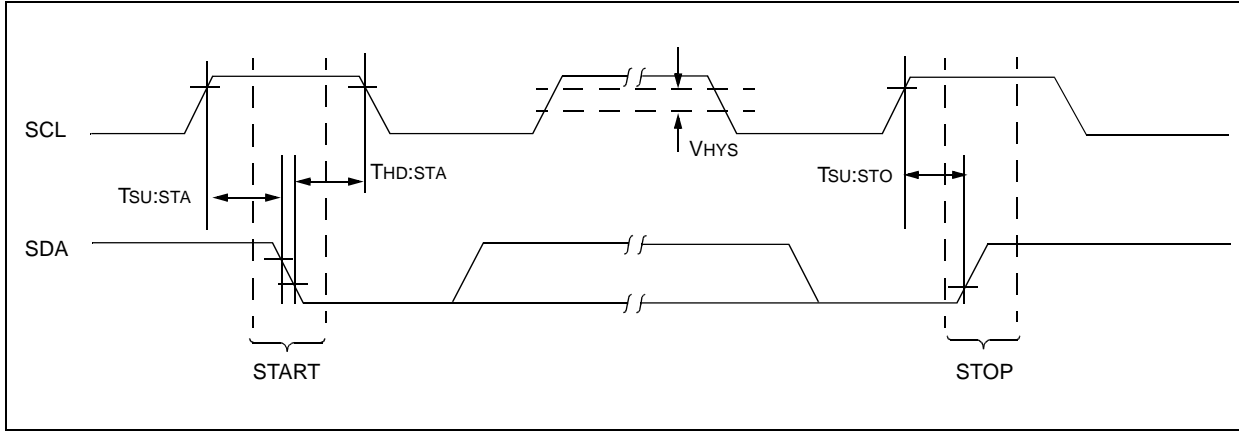 SCL
VHYS
THD:STA
TSU:STO
TSU:STA
SDA
START
STOP